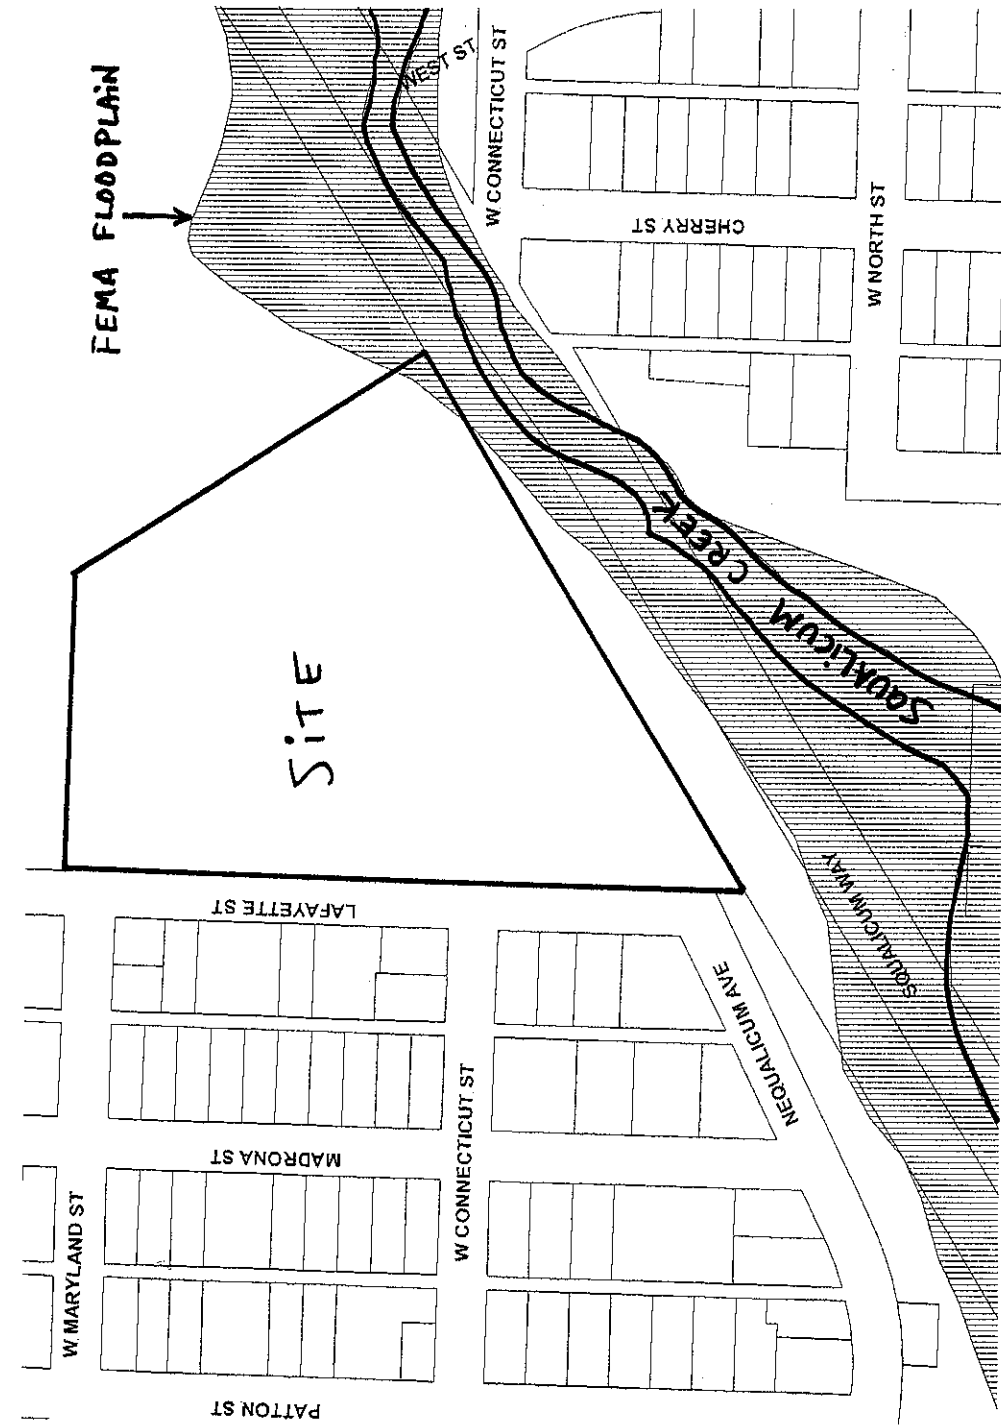 FEMA FLOODPLAIN
WEST ST
W CONNECTICUT ST
CHERRY ST
W NORTH ST
SQUALICUM CREEK
SITE
SQUALICUM WAY
LAFAYETTE ST
NEQUALICUM AVE
MADRONA ST
W CONNECTICUT ST
W MARYLAND ST
PATTON ST